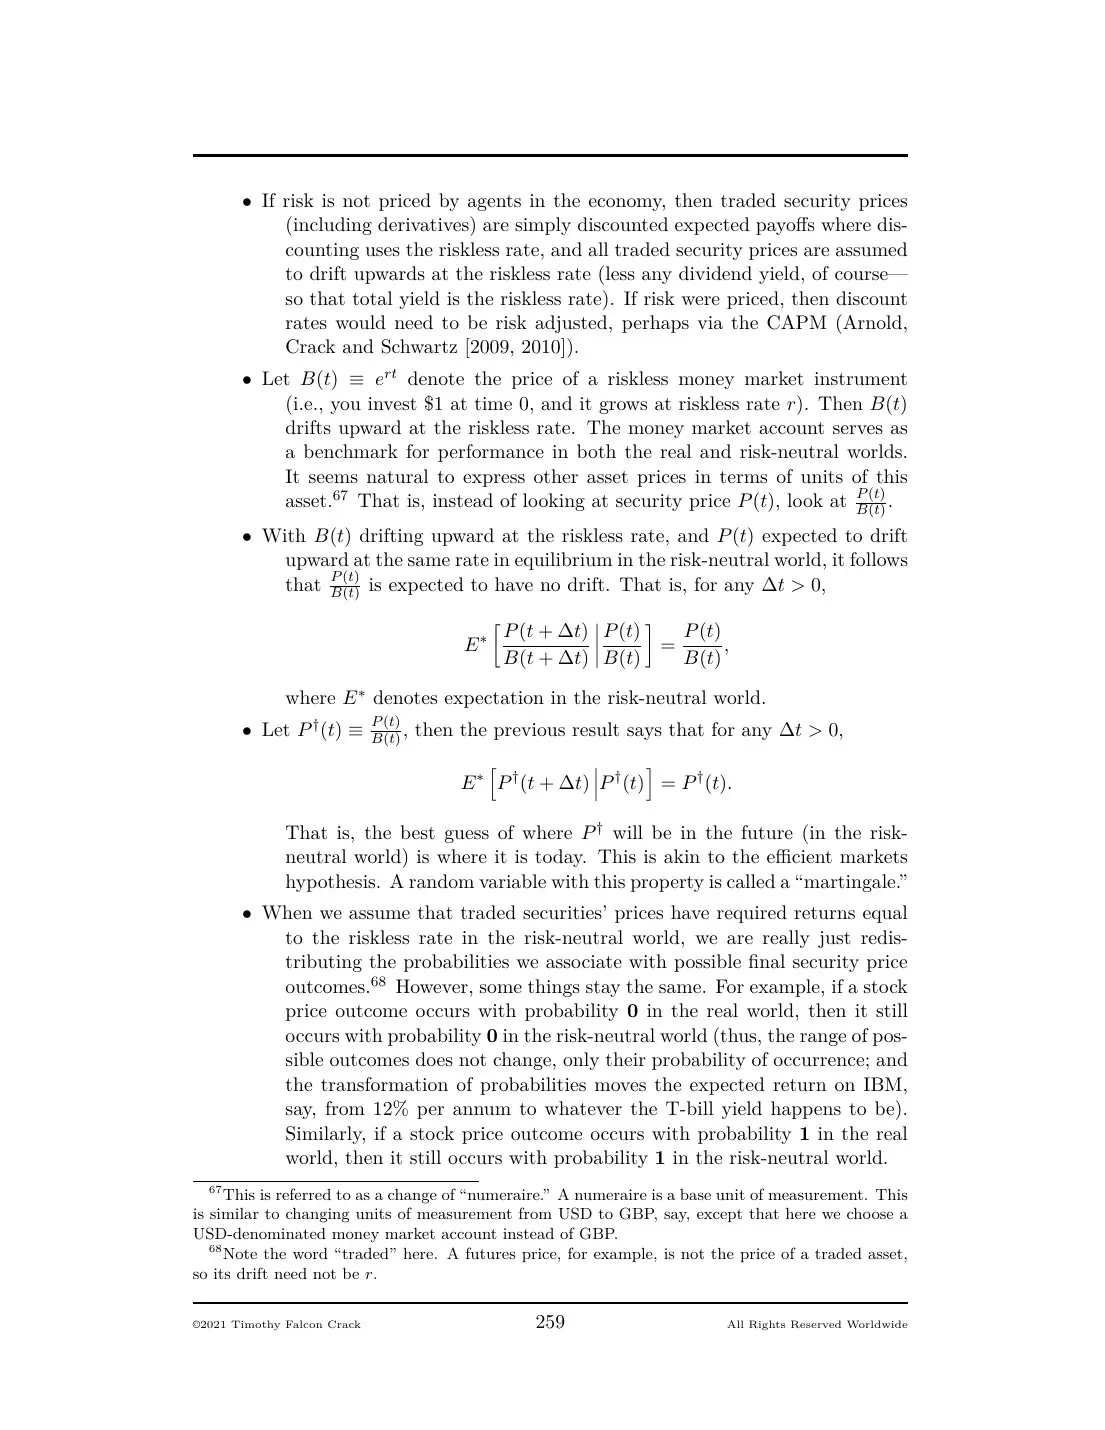 • If risk is not priced by agents in the economy, then traded security prices
(including derivatives) are simply discounted expected payoffs where dis-
counting uses the riskless rate, and all traded security prices are assumed
to drift upwards at the riskless rate (less any dividend yield, of course—
so that total yield is the riskless rate). If risk were priced, then discount
rates would need to be risk adjusted, perhaps via the CAPM (Arnold,
Crack and Schwartz [2009, 2010]).
• Let B(t) ≡ e^{rt} denote the price of a riskless money market instrument
(i.e., you invest $1 at time 0, and it grows at riskless rate r). Then B(t)
drifts upward at the riskless rate. The money market account serves as
a benchmark for performance in both the real and risk-neutral worlds.
It seems natural to express other asset prices in terms of units of this
asset.67 That is, instead of looking at security price P(t), look at P(t)/B(t).
• With B(t) drifting upward at the riskless rate, and P(t) expected to drift
upward at the same rate in equilibrium in the risk-neutral world, it follows
that P(t)/B(t) is expected to have no drift. That is, for any Δt > 0,
E* [ P(t + Δt)/B(t + Δt) | P(t)/B(t) ] = P(t)/B(t),
where E* denotes expectation in the risk-neutral world.
• Let P†(t) ≡ P(t)/B(t), then the previous result says that for any Δt > 0,
E* [ P†(t + Δt) | P†(t) ] = P†(t).
That is, the best guess of where P† will be in the future (in the risk-
neutral world) is where it is today. This is akin to the efficient markets
hypothesis. A random variable with this property is called a “martingale.”
• When we assume that traded securities’ prices have required returns equal
to the riskless rate in the risk-neutral world, we are really just redis-
tributing the probabilities we associate with possible final security price
outcomes.68 However, some things stay the same. For example, if a stock
price outcome occurs with probability 0 in the real world, then it still
occurs with probability 0 in the risk-neutral world (thus, the range of pos-
sible outcomes does not change, only their probability of occurrence; and
the transformation of probabilities moves the expected return on IBM,
say, from 12% per annum to whatever the T-bill yield happens to be).
Similarly, if a stock price outcome occurs with probability 1 in the real
world, then it still occurs with probability 1 in the risk-neutral world.
67This is referred to as a change of “numeraire.” A numeraire is a base unit of measurement. This
is similar to changing units of measurement from USD to GBP, say, except that here we choose a
USD-denominated money market account instead of GBP.
68Note the word “traded” here. A futures price, for example, is not the price of a traded asset,
so its drift need not be r.
©2021 Timothy Falcon Crack 259 All Rights Reserved Worldwide